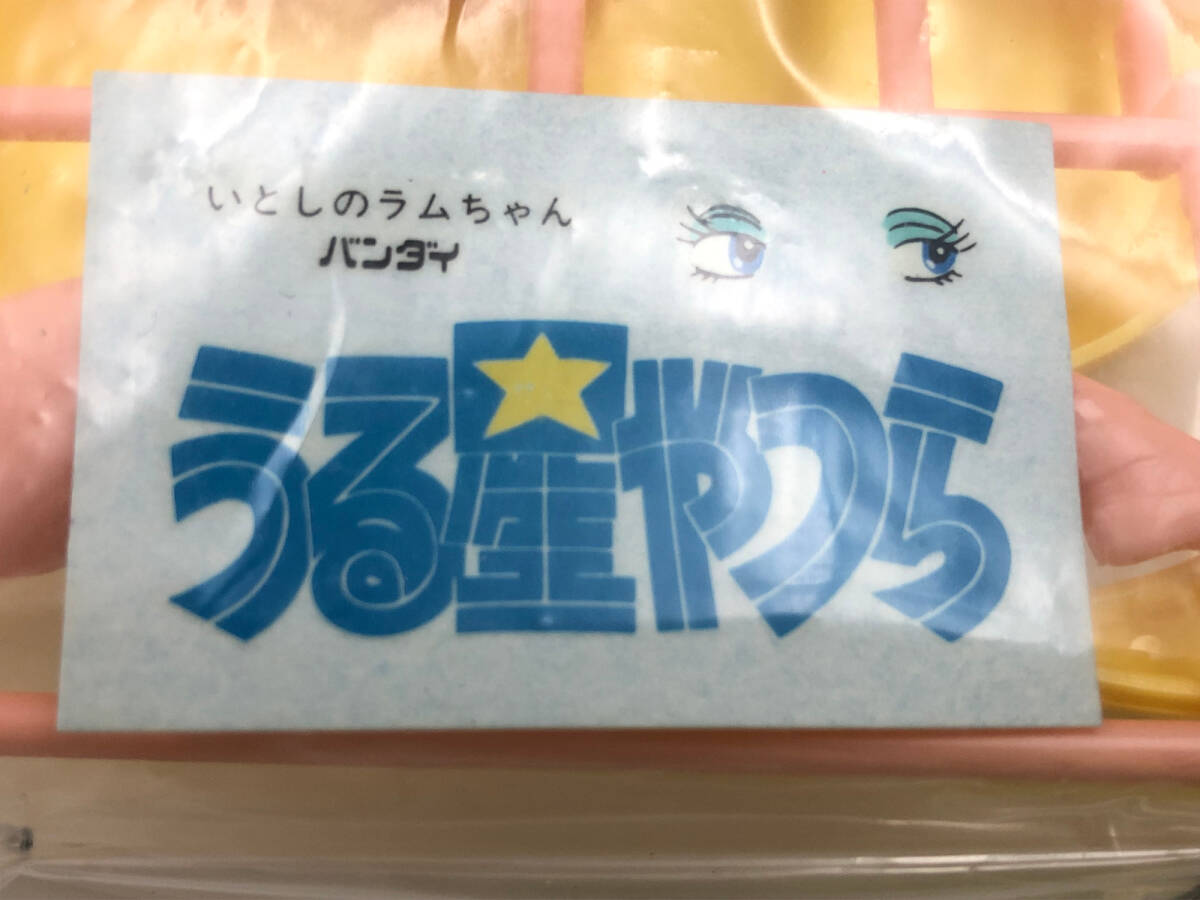 いとしのラムちゃん
バンダイ
うる星やつら